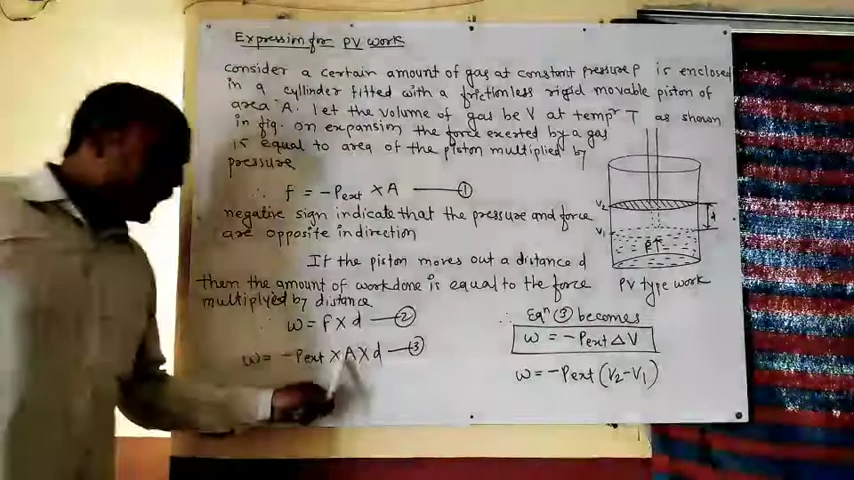 Expression for PV work
consider a certain amount of gas at constant pressure P is enclosed
in a cylinder fitted with a frictionless rigid movable piston of
area A. let the volume of gas be V at tempr T as shown
in fig. on expansion the force exerted by a gas
is equal to area of the piston multiplied by
pressure
∴ f = -Pext × A —— ①
negative sign indicate that the pressure and force
are opposite in direction
If the piston moves out a distance d
then the amount of workdone is equal to the force
multiplyed by distance
∴ w = f × d —— ②
w = -Pext × A × d —— ③
V2
V1
d
P
PV type work
∴ Eqn ③ becomes
w = -Pext ΔV
w = -Pext (V2 - V1)